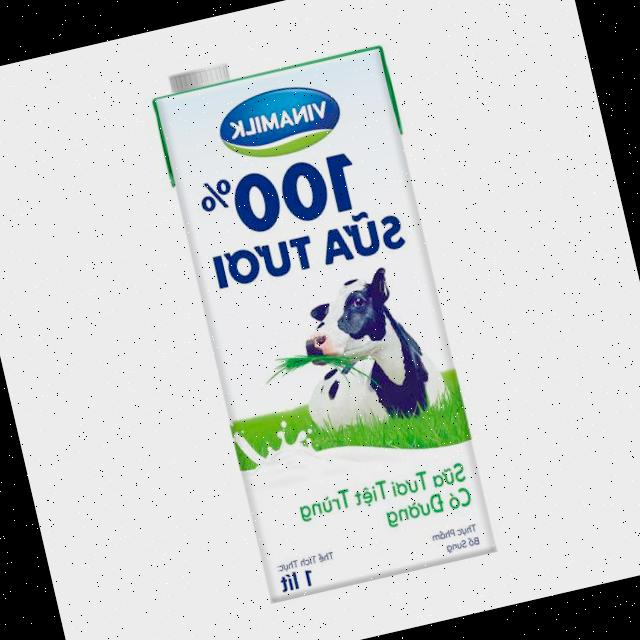 VINAMILK
100%
SỮA TƯƠI
Sữa Tươi Tiệt Trùng
Có Đường
Thực Phẩm
Bổ Sung
Thể Tích Thực
1 lít